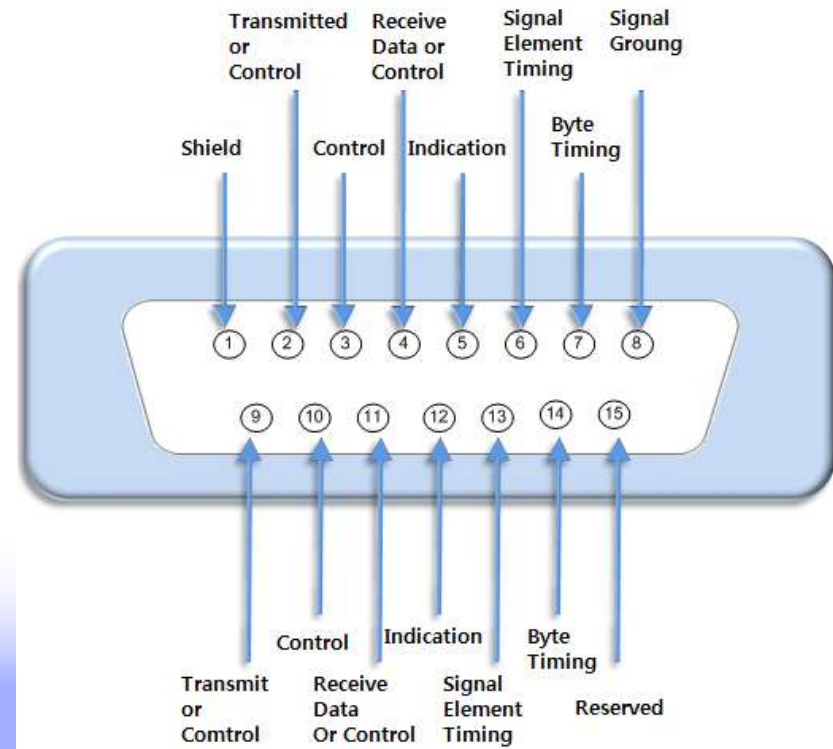 Transmitted
or
Control
Receive
Data or
Control
Signal
Element
Timing
Signal
Groung
Shield
Control
Indication
Byte
Timing
1
2
3
4
5
6
7
8
9
10
11
12
13
14
15
Control
Indication
Byte
Timing
Transmit
or
Comtrol
Receive
Data
Or Control
Signal
Element
Timing
Reserved